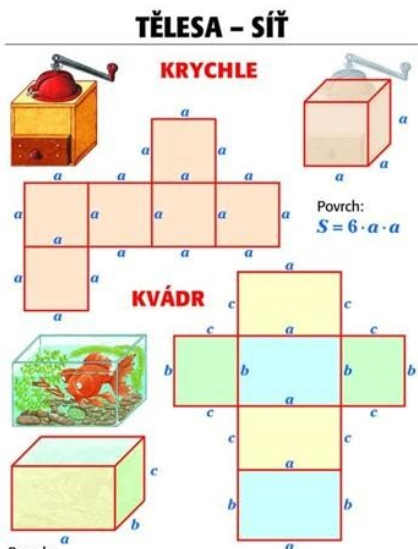 TĚLESA – SÍŤ
KRYCHLE
a
a a
a a a a
a a a a a
a a a a
a a
a
a
a
a
Povrch:
S = 6 · a · a
KVÁDR
a
c c
c a c
b b b b
c a c
c c
a
b b
a
c
b
a